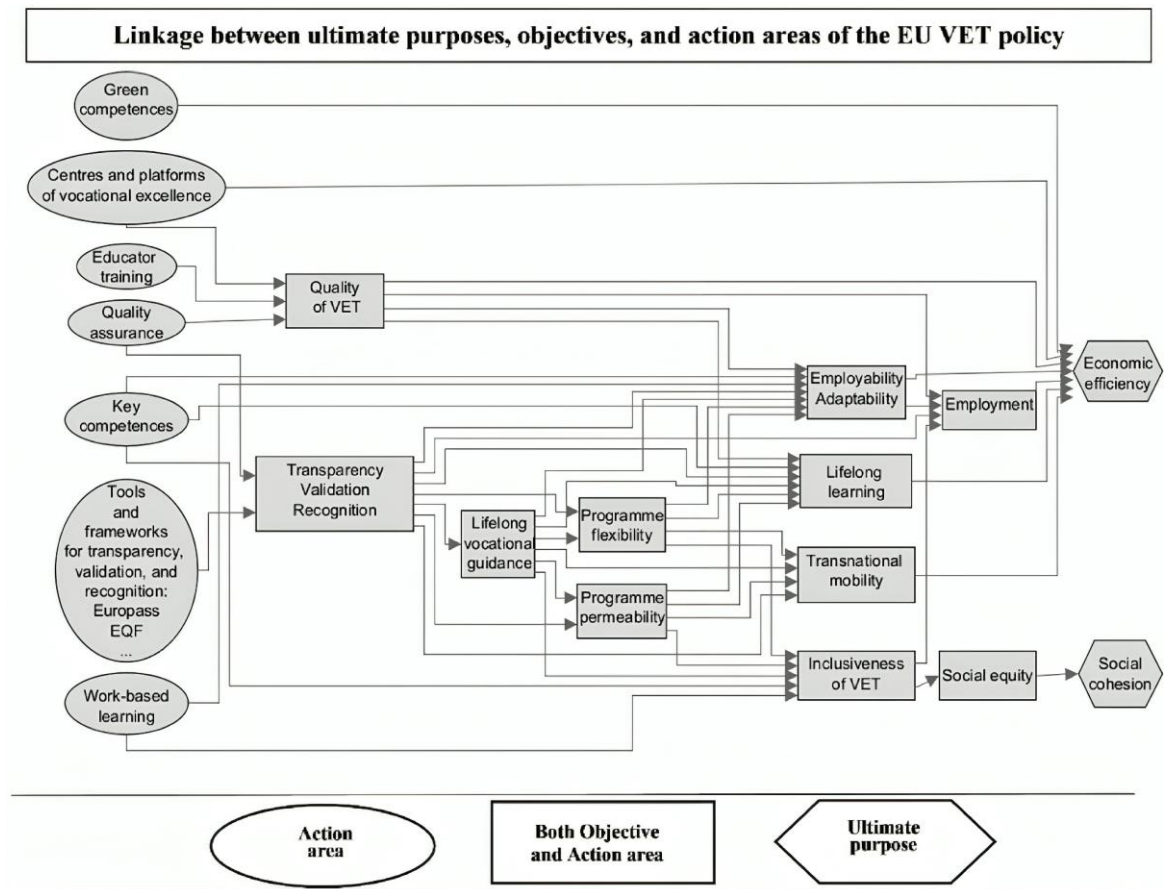 Linkage between ultimate purposes, objectives, and action areas of the EU VET policy
Green
competences
Centres and platforms
of vocational excellence
Educator
training
Quality
assurance
Key
competences
Tools
and
frameworks
for transparency,
validation, and
recognition:
Europass
EQF
...
Work-based
learning
Quality
of VET
Transparency
Validation
Recognition
Lifelong
vocational
guidance
Programme
flexibility
Programme
permeability
Employability
Adaptability
Lifelong
learning
Transnational
mobility
Inclusiveness
of VET
Employment
Social equity
Economic
efficiency
Social
cohesion
Action
area
Both Objective
and Action area
Ultimate
purpose